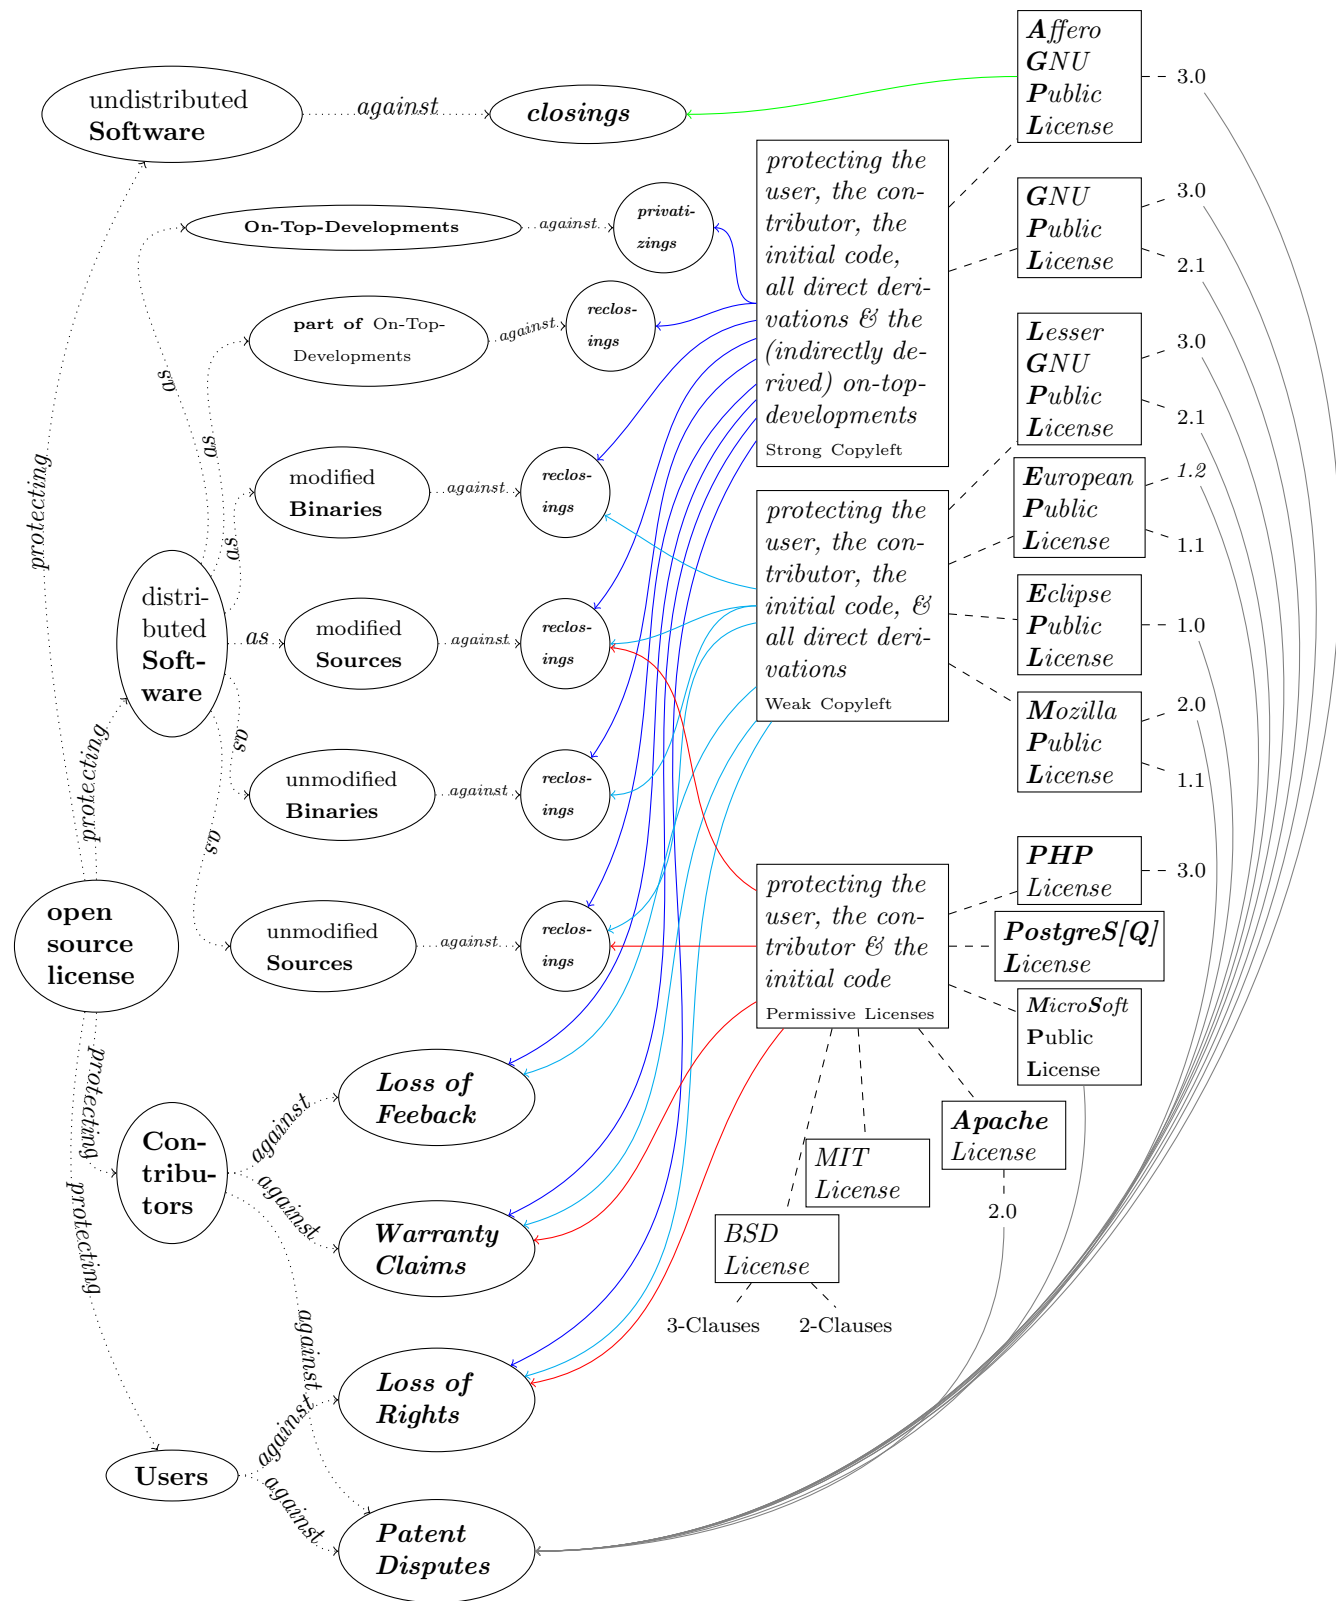 undistributed
Software
against
closings
On-Top-Developments
against
privati-
zings
part of On-Top-
Developments
against
reclos-
ings
modified
Binaries
against
reclos-
ings
modified
Sources
against
reclos-
ings
unmodified
Binaries
against
reclos-
ings
unmodified
Sources
against
reclos-
ings
protecting
as
as
as
as
as
as
distri-
buted
Soft-
ware
protecting
open
source
license
protecting
protecting
Con-
tribu-
tors
against
against
against
Loss of
Feeback
Warranty
Claims
Users
against
against
Loss of
Rights
Patent
Disputes
protecting the
user, the con-
tributor, the
initial code,
all direct deri-
vations & the
(indirectly de-
rived) on-top-
developments
Strong Copyleft
protecting the
user, the con-
tributor, the
initial code, &
all direct deri-
vations
Weak Copyleft
protecting the
user, the con-
tributor & the
initial code
Permissive Licenses
Affero
GNU
Public
License
3.0
GNU
Public
License
3.0
2.1
Lesser
GNU
Public
License
3.0
2.1
European
Public
License
1.2
1.1
Eclipse
Public
License
1.0
Mozilla
Public
License
2.0
1.1
PHP
License
3.0
PostgreS[Q]
License
MicroSoft
Public
License
Apache
License
2.0
MIT
License
BSD
License
3-Clauses
2-Clauses